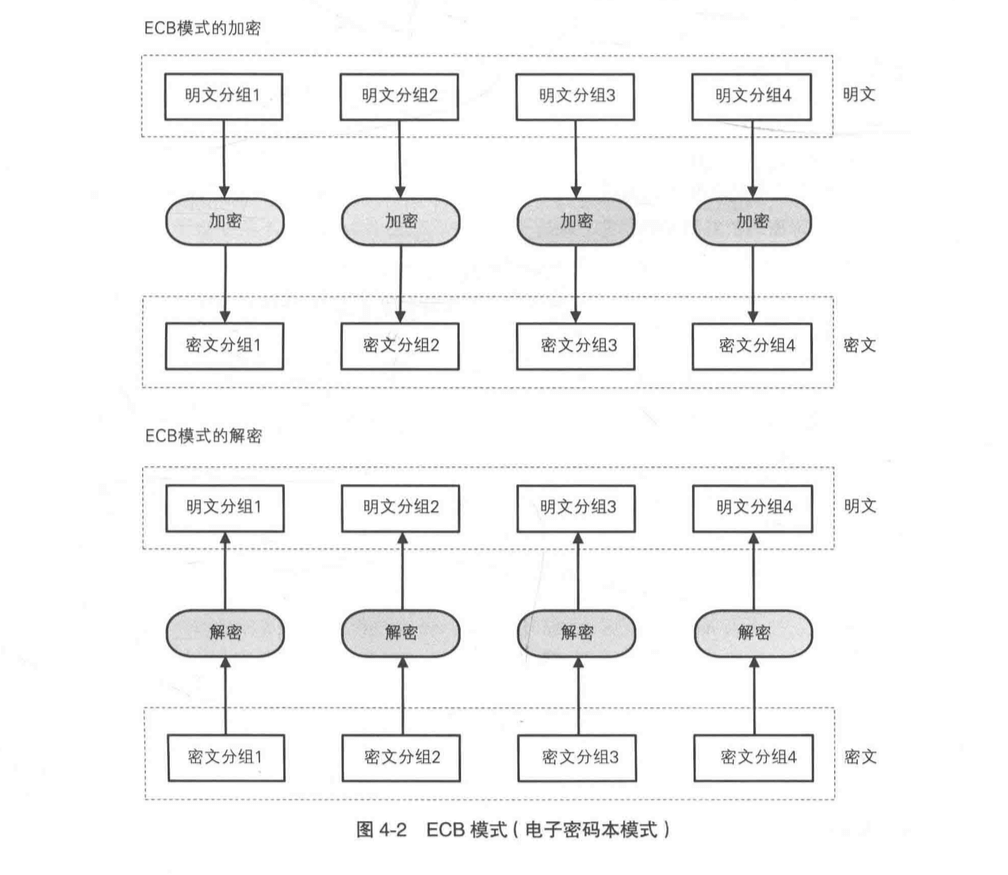 ECB模式的加密
明文分组1 明文分组2 明文分组3 明文分组4 明文
加密 加密 加密 加密
密文分组1 密文分组2 密文分组3 密文分组4 密文
ECB模式的解密
明文分组1 明文分组2 明文分组3 明文分组4 明文
解密 解密 解密 解密
密文分组1 密文分组2 密文分组3 密文分组4 密文
图 4-2 ECB 模式（电子密码本模式）